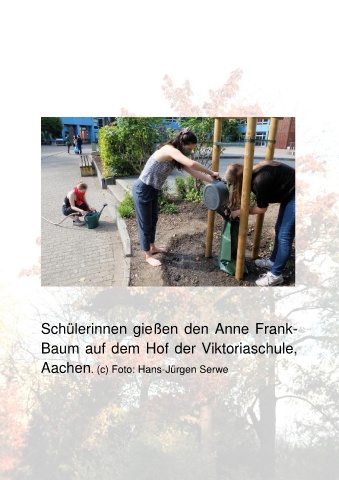 Schülerinnen gießen den Anne Frank-
Baum auf dem Hof der Viktoriaschule,
Aachen. (c) Foto: Hans Jürgen Serwe